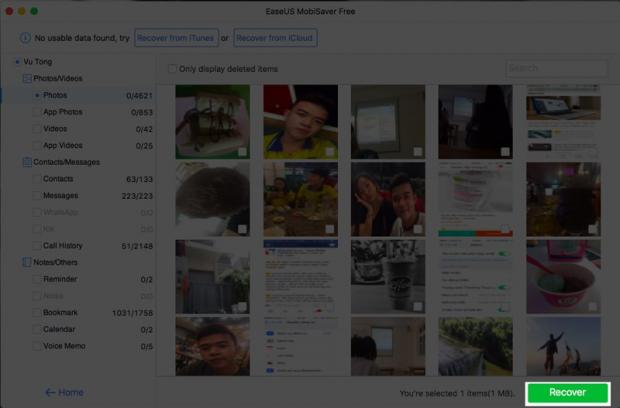 EaseUS MobiSaver Free
No usable data found, try Recover from iTunes or Recover from iCloud
Vu Tong
Photos/Videos
Photos 0/4621
App Photos 0/853
Videos 0/42
App Videos 0/25
Contacts/Messages
Contacts 63/133
Messages 223/223
WhatsApp 0/0
Kik 0/0
Call History 51/2148
Notes/Others
Reminder 0/2
Notes 0/0
Bookmark 1031/1758
Calendar 0/2
Voice Memo 0/5
Home
Only display deleted items
Search
You're selected 1 items(1 MB).
Recover